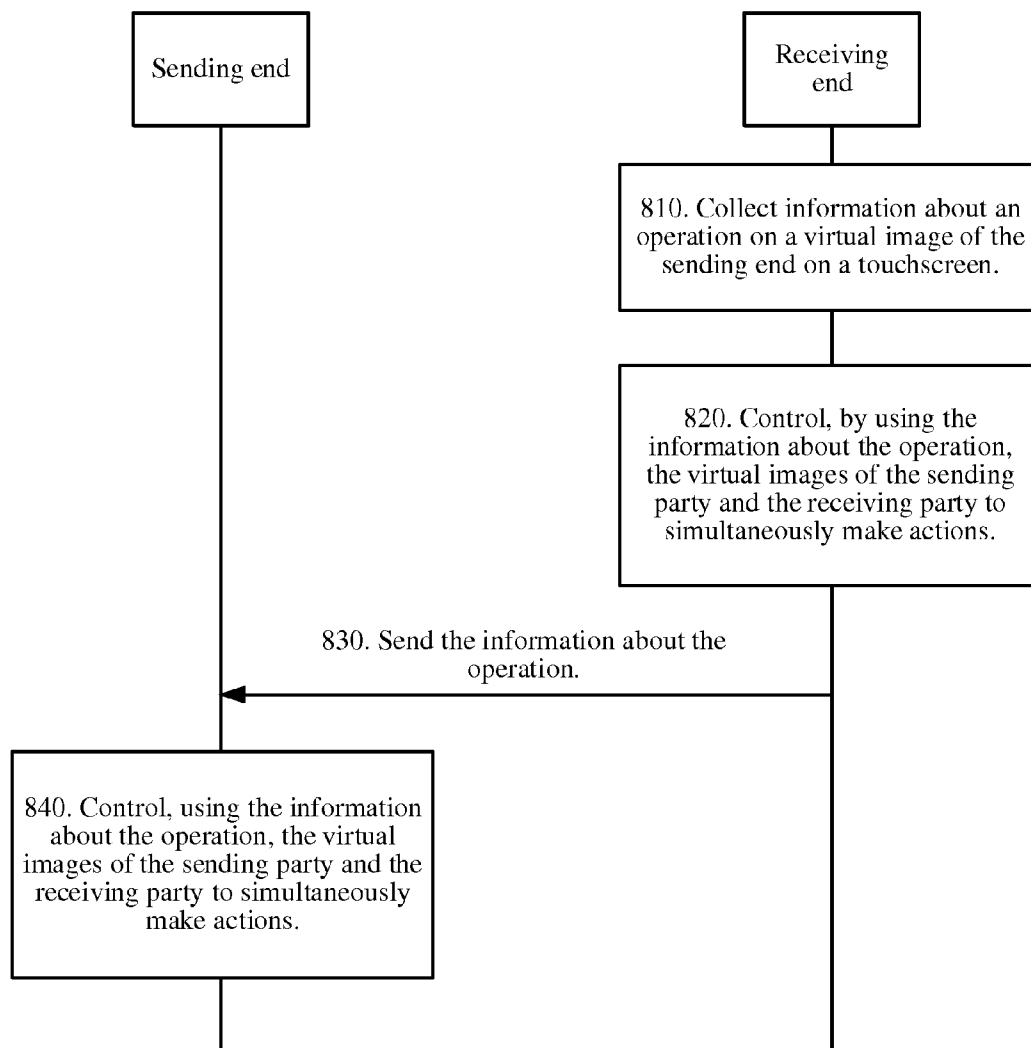 Sending end
Receiving
end
810. Collect information about an
operation on a virtual image of the
sending end on a touchscreen.
820. Control, by using the
information about the operation,
the virtual images of the sending
party and the receiving party to
simultaneously make actions.
830. Send the information about the
operation.
840. Control, using the information
about the operation, the virtual
images of the sending party and the
receiving party to simultaneously
make actions.